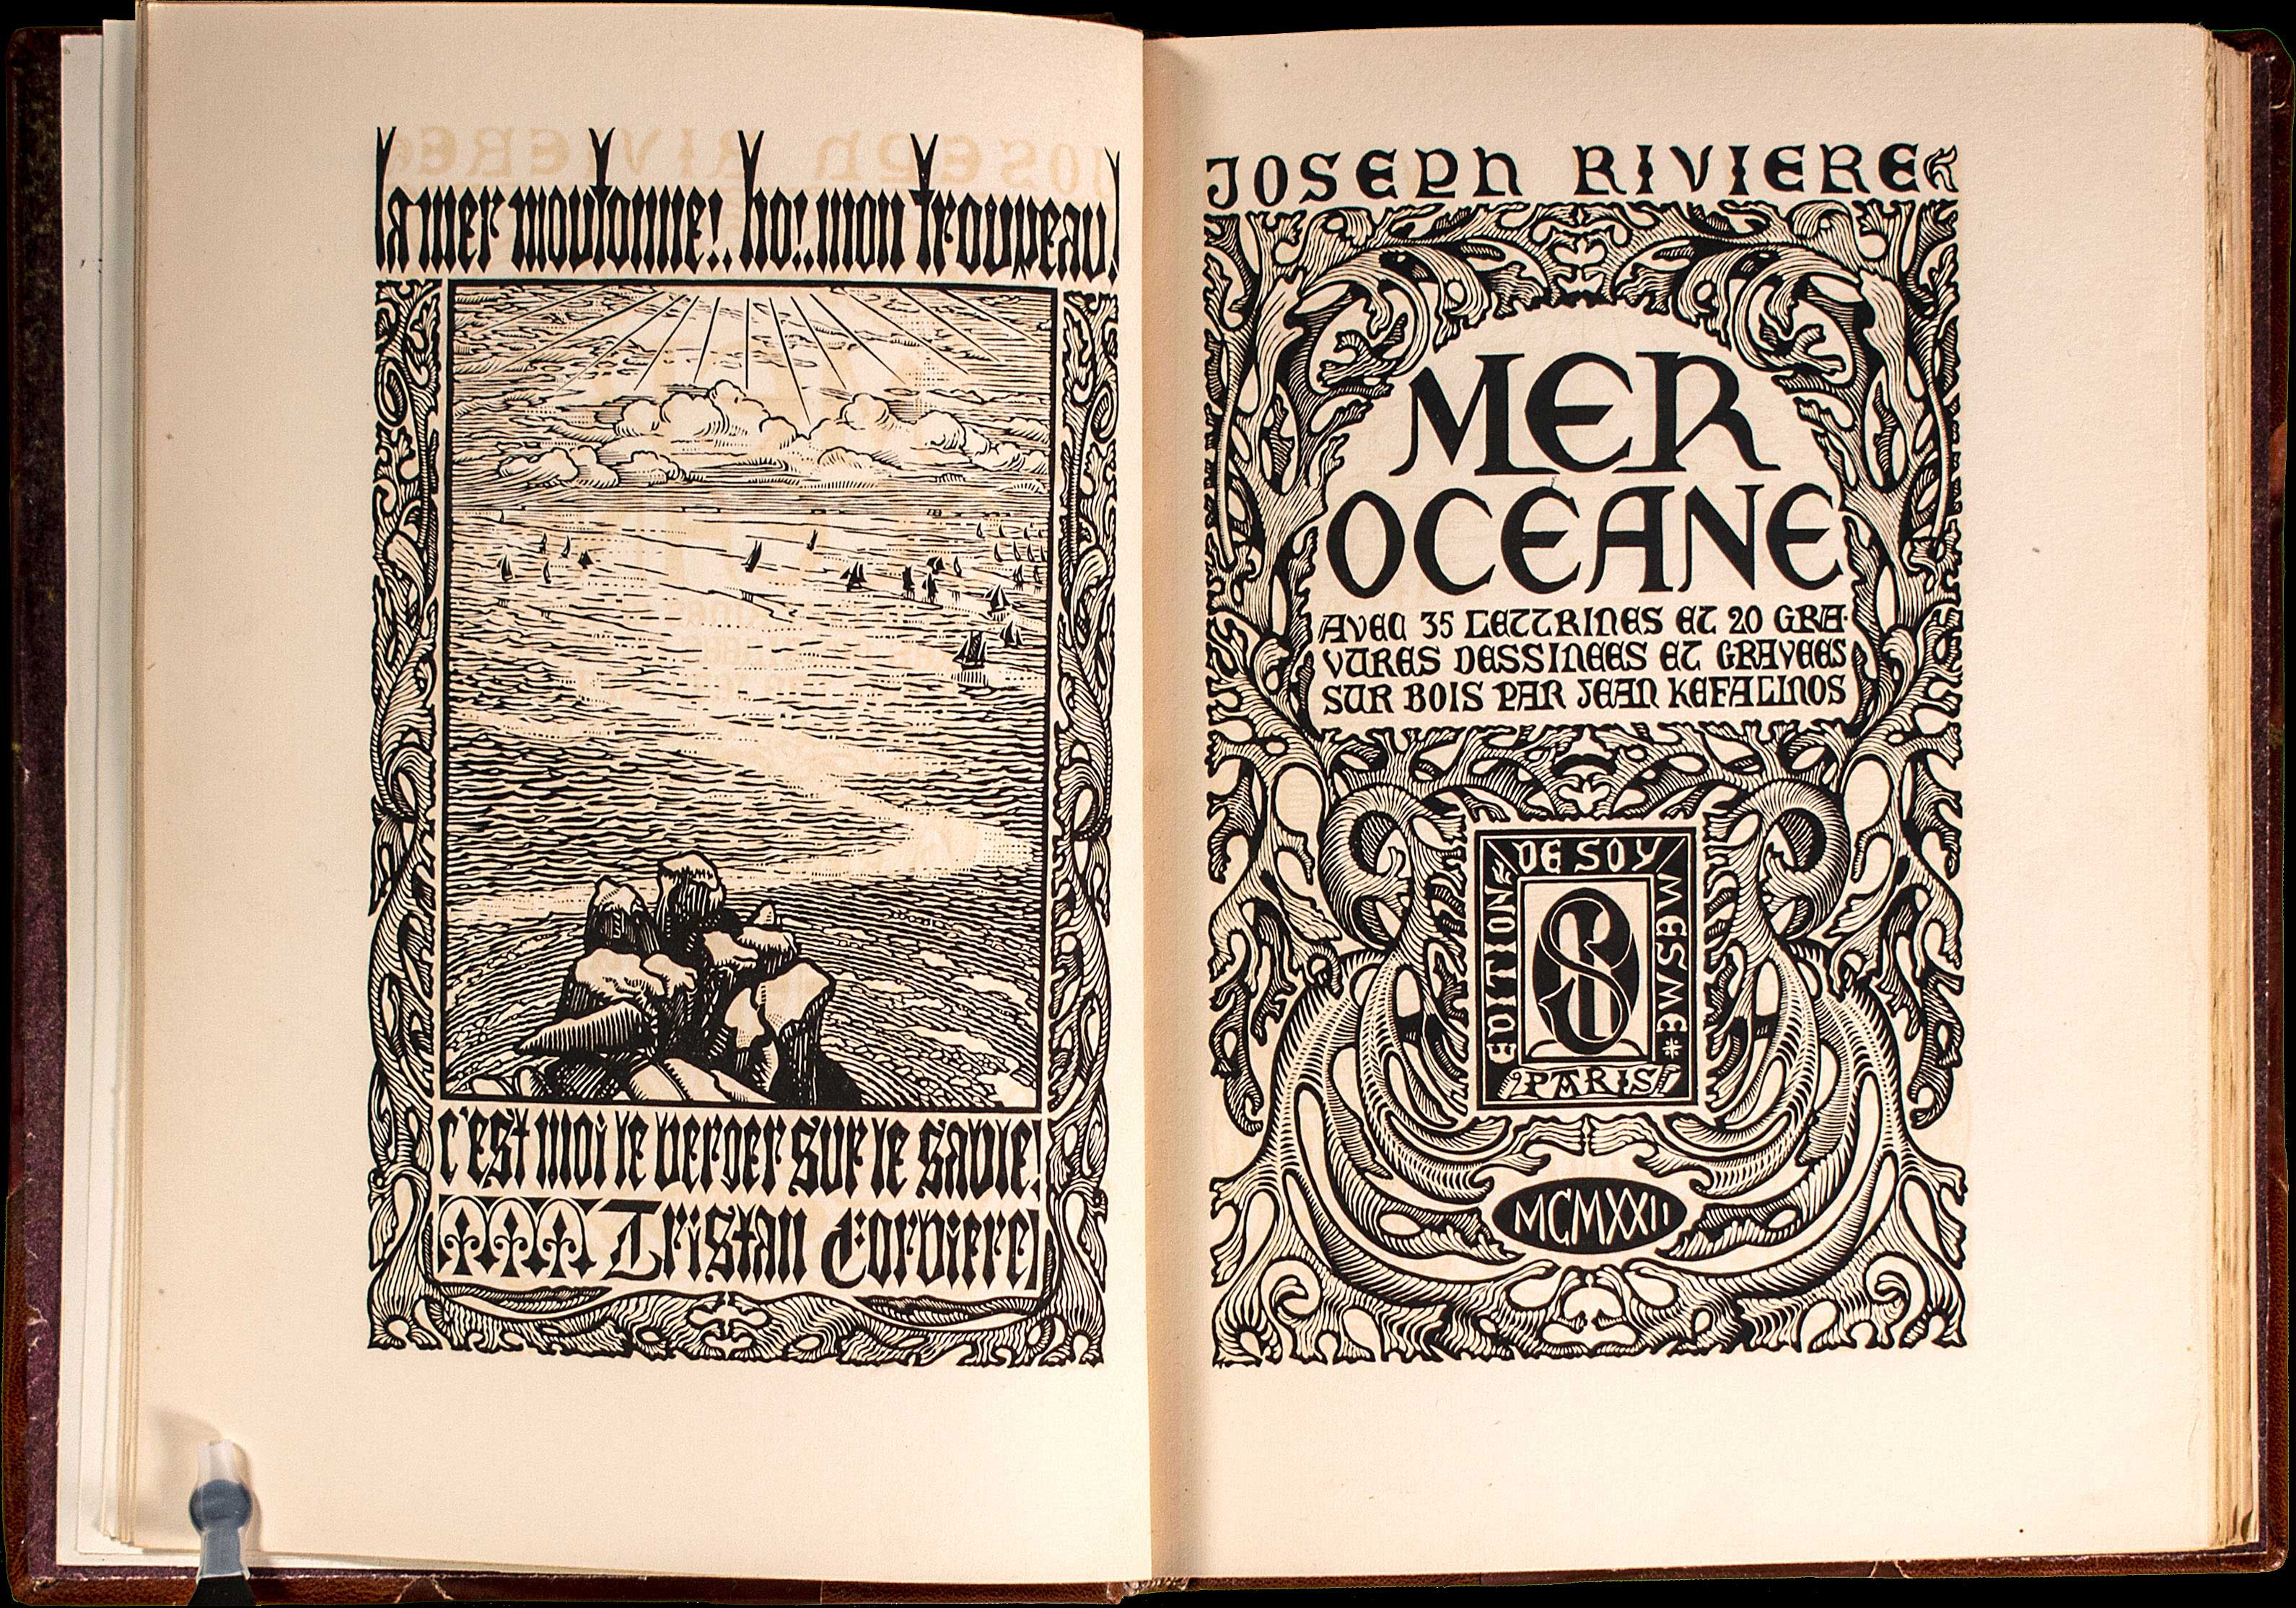 la mer moutonne!.. ho!.. mon troupeau!
c'est moi le berger sur le sable!
Tristan Corbiere
JOSEPH RIVIERE
MER
OCEANE
AVEC 35 LETTRINES ET 20 GRA-
VURES DESSINEES ET GRAVEES
SUR BOIS PAR JEAN KEFALINOS
EDITION
DE SOY
MESME
PARIS
MCMXXII